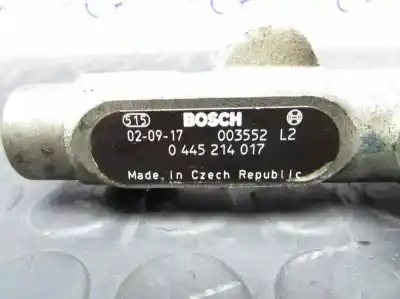 515 BOSCH
02-09-17 003552 L2
0 445 214 017
Made in Czech Republic